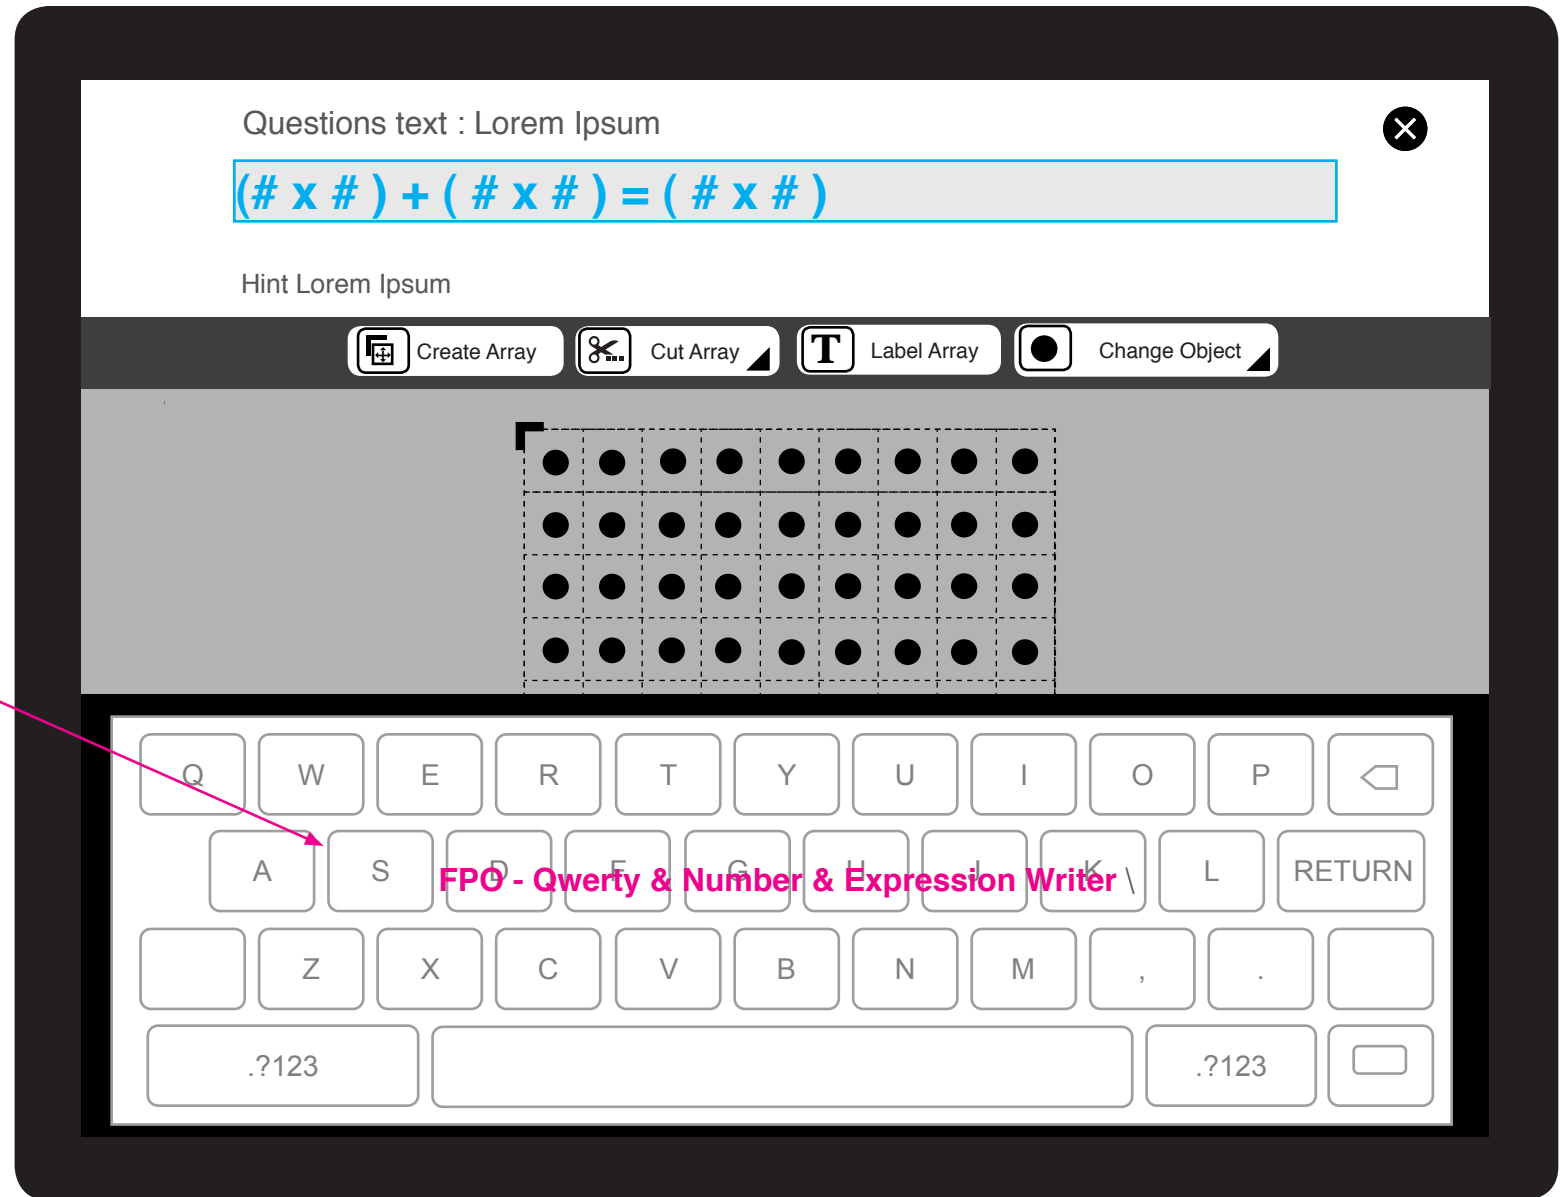 Questions text : Lorem Ipsum
(# x # ) + ( # x # ) = ( # x # )
Hint Lorem Ipsum
Create Array Cut Array T Label Array Change Object
Q W E R T Y U I O P
A S D F G H J K \ L RETURN
FPO - Qwerty & Number & Expression Writer
Z X C V B N M , .
.?123 .?123